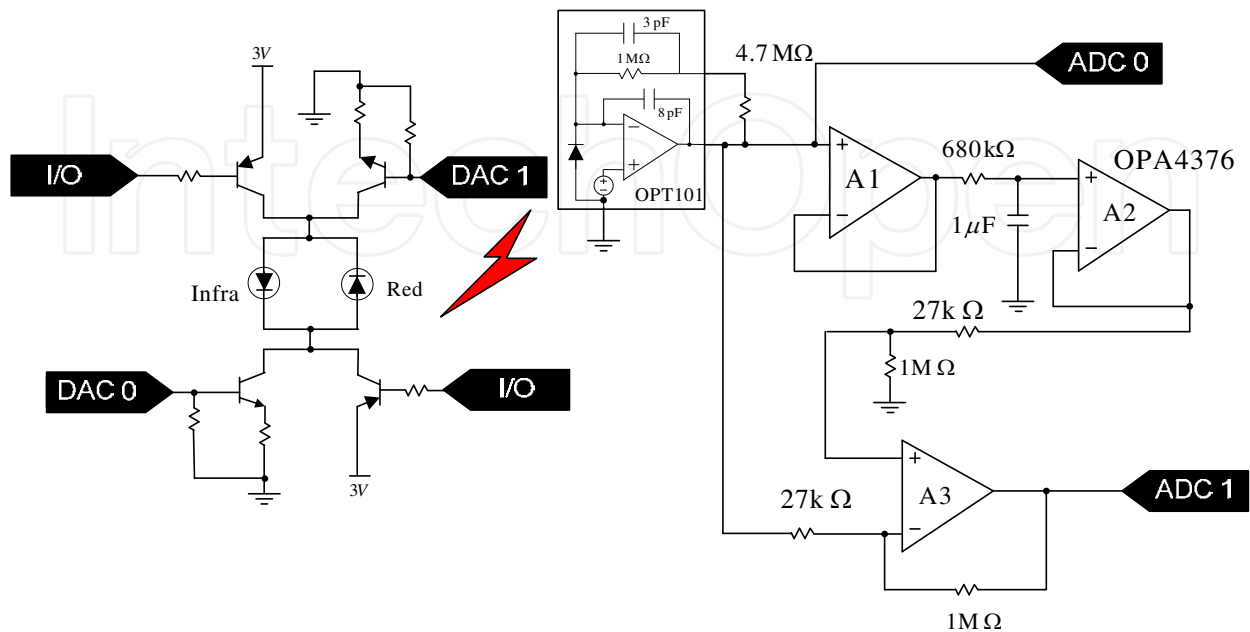 3 pF
1 MΩ
8 pF
OPT101
4.7 MΩ
ADC 0
3V
I/O
DAC 1
A1
680kΩ
1μF
OPA4376
A2
Infra
Red
27k Ω
1M Ω
DAC 0
I/O
3V
27k Ω
A3
ADC 1
1M Ω
IntechOpen